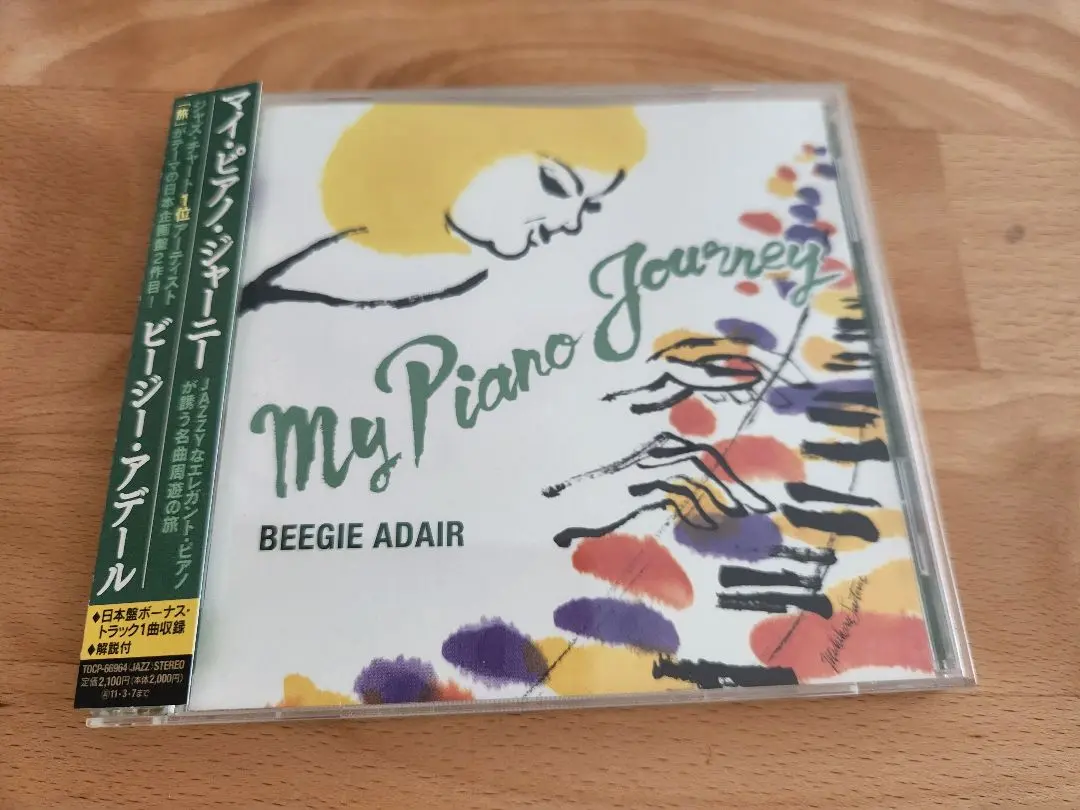 マイ・ピアノ・ジャーニー
ビージー・アデール
ジャズ・チャート1位アーティスト
「旅」がテーマの日本企画盤2作目!
JAZZYなエレガント・ピアノ
が誘う名曲周遊の旅
◆日本盤ボーナス・
トラック1曲収録
◆解説付
TOCP-66964 JAZZ>STEREO
定価2,100円(本体2,000円)
11・3・7まで
My Piano Journey
BEEGIE ADAIR